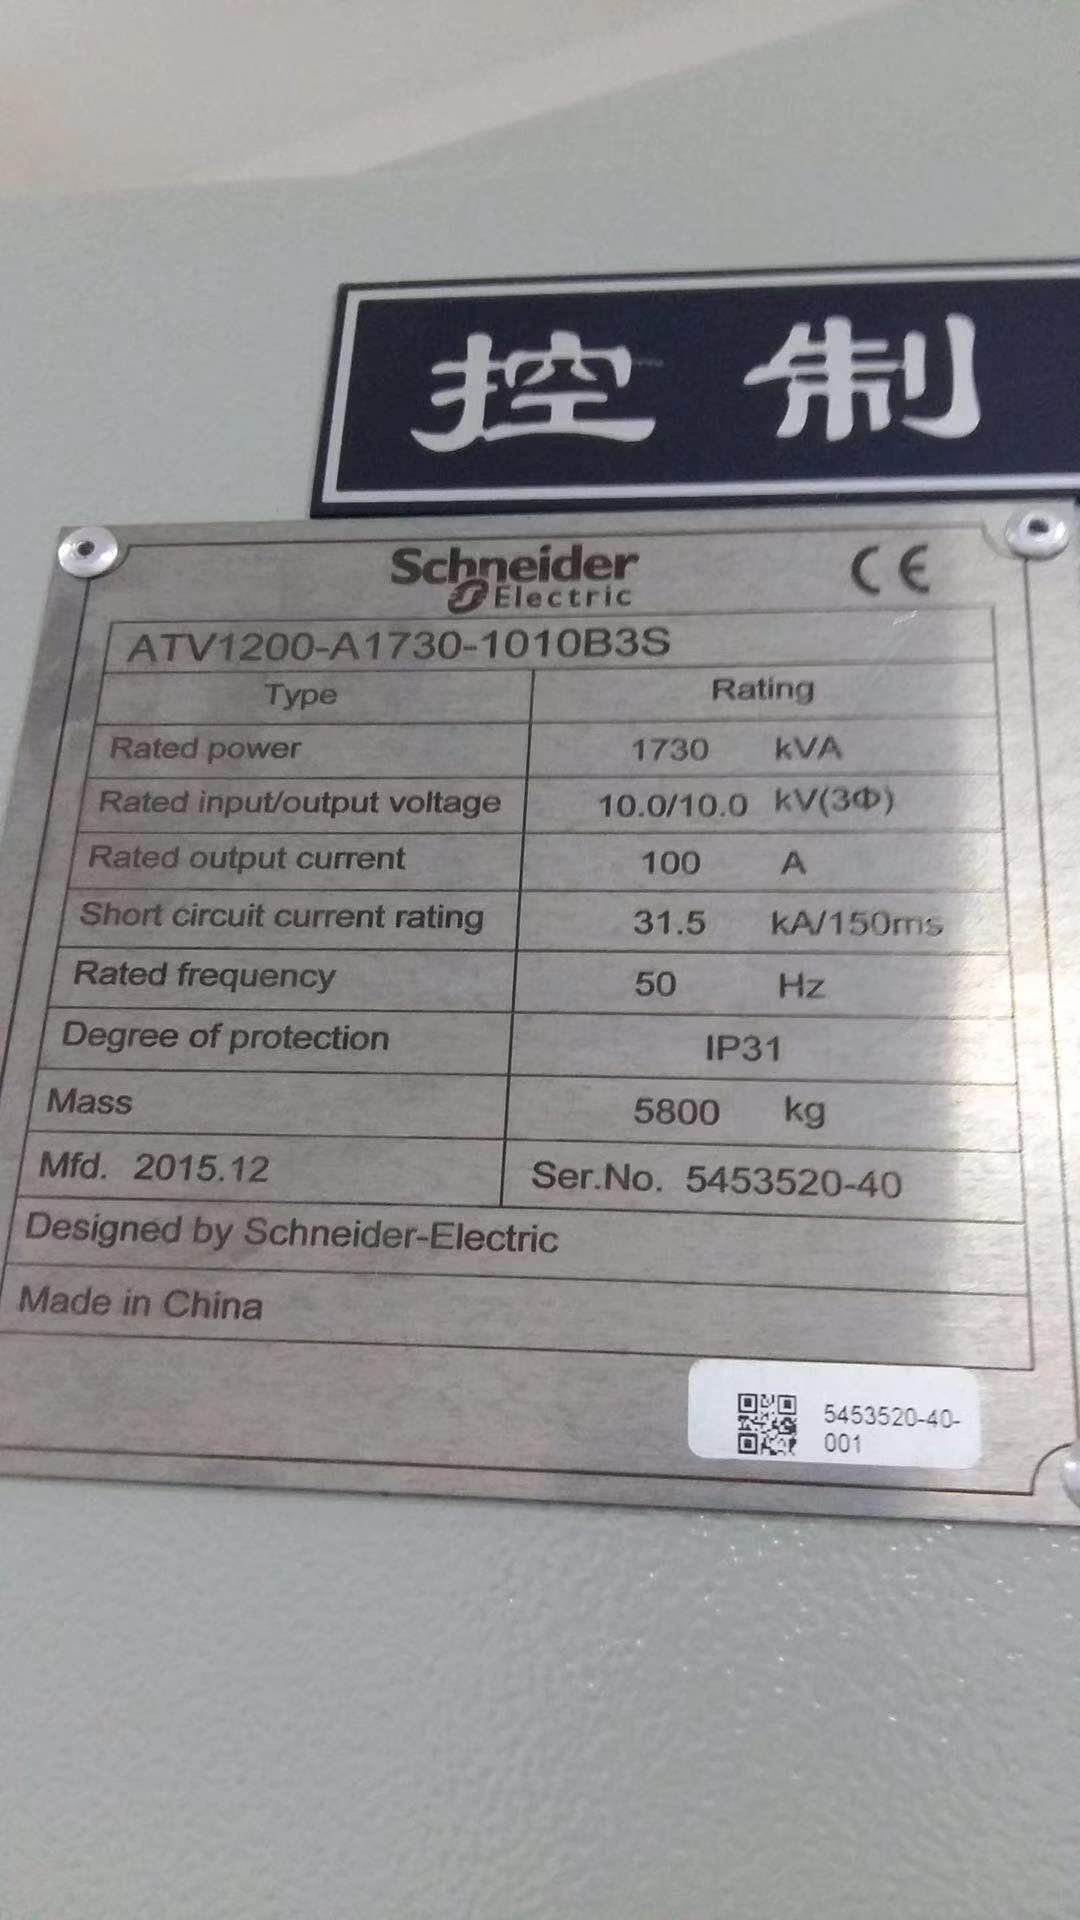 控制
Schneider
Electric
CE
ATV1200-A1730-1010B3S
Type Rating
Rated power 1730 kVA
Rated input/output voltage 10.0/10.0 kV(3Φ)
Rated output current 100 A
Short circuit current rating 31.5 kA/150ms
Rated frequency 50 Hz
Degree of protection IP31
Mass 5800 kg
Mfd. 2015.12 Ser.No. 5453520-40
Designed by Schneider-Electric
Made in China
5453520-40-
001